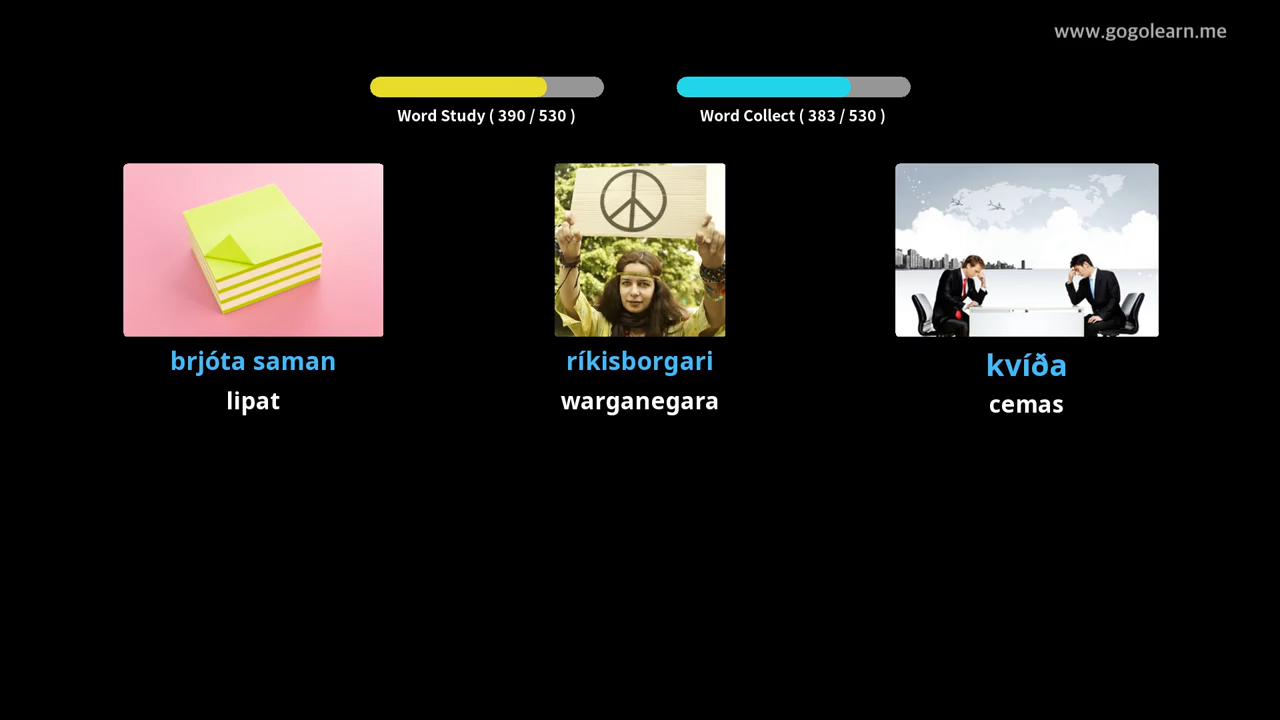 www.gogolearn.me
Word Study ( 390 / 530 )
Word Collect ( 383 / 530 )
brjóta saman
ríkisborgari
kvíða
lipat
warganegara
cemas